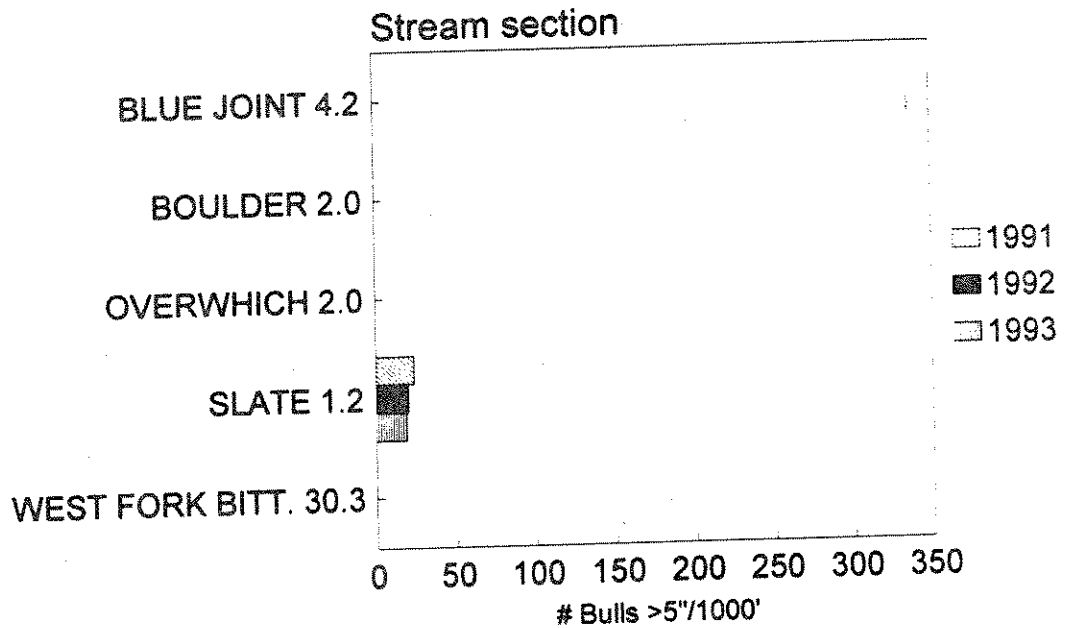 Stream section
BLUE JOINT 4.2
BOULDER 2.0
OVERWHICH 2.0
SLATE 1.2
WEST FORK BITT. 30.3
1991
1992
1993
0 50 100 150 200 250 300 350
# Bulls >5"/1000'